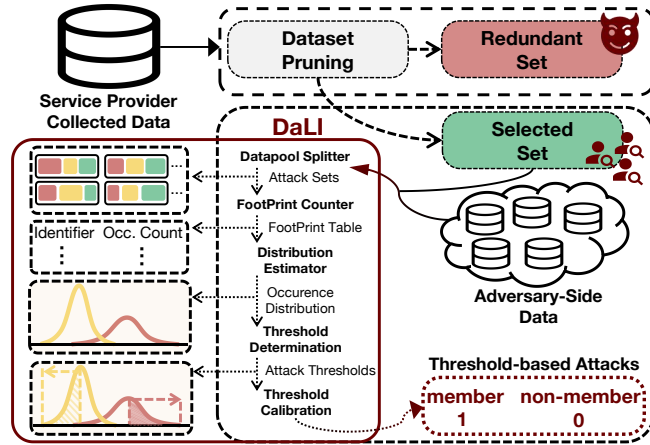 Service Provider
Collected Data
Dataset
Pruning
Redundant
Set
Selected
Set
DaLI
Datapool Splitter
Attack Sets
FootPrint Counter
Identifier Occ. Count
FootPrint Table
Distribution
Estimator
Occurence
Distribution
Threshold
Determination
Attack Thresholds
Threshold
Calibration
Adversary-Side
Data
Threshold-based Attacks
member non-member
1 0